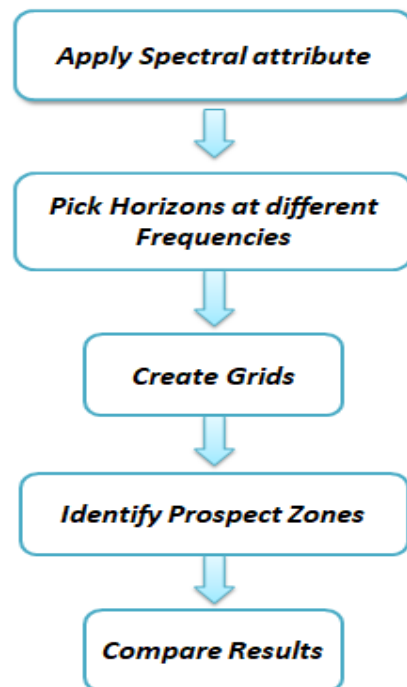 Apply Spectral attribute
Pick Horizons at different
Frequencies
Create Grids
Identify Prospect Zones
Compare Results